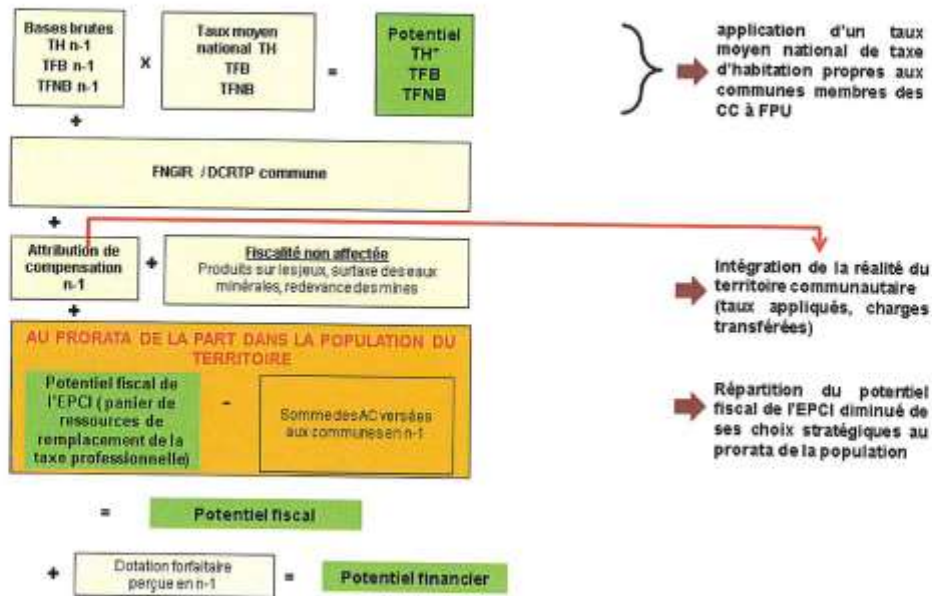 Bases brutes
TH n-1
TFB n-1
TFNB n-1
x
Taux moyen
national TH
TFB
TFNB
=
Potentiel
TH*
TFB
TFNB
application d'un taux
moyen national de taxe
d'habitation propres aux
communes membres des
CC à FPU
+
FNGIR / DCRTP commune
+
Attribution de
compensation
n-1
+
Fiscalité non affectée
Produits sur les jeux, surtaxe des eaux
minérales, redevance des mines
Intégration de la réalité du
territoire communautaire
(taux appliqués, charges
transférées)
+
AU PRORATA DE LA PART DANS LA POPULATION DU
TERRITOIRE
Potentiel fiscal de
l'EPCI ( panier de
ressources de
remplacement de la
taxe professionnelle)
-
Somme des AC versées
aux communes en n-1
Répartition du potentiel
fiscal de l'EPCI diminué de
ses choix stratégiques au
prorata de la population
=
Potentiel fiscal
+
Dotation forfaitaire
perçue en n-1
=
Potentiel financier